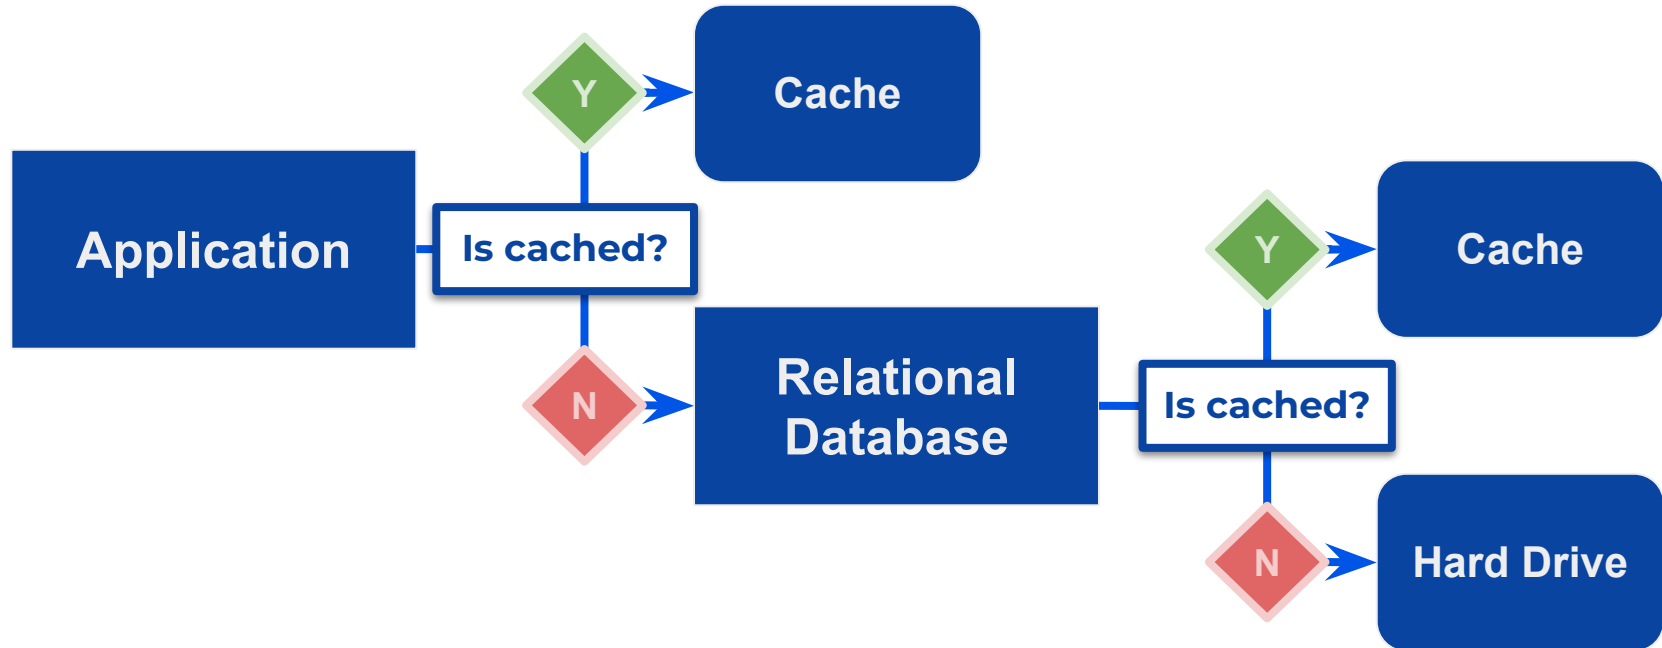 Y
Cache
Application
Is cached?
N
Relational
Database
Y
Cache
Is cached?
N
Hard Drive